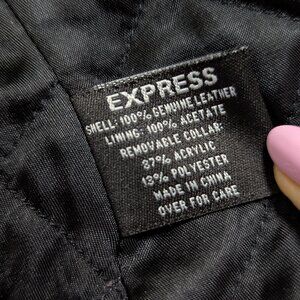 EXPRESS
SHELL: 100% GENUINE LEATHER
LINING: 100% ACETATE
REMOVABLE COLLAR:
87% ACRYLIC
13% POLYESTER
MADE IN CHINA
OVER FOR CARE